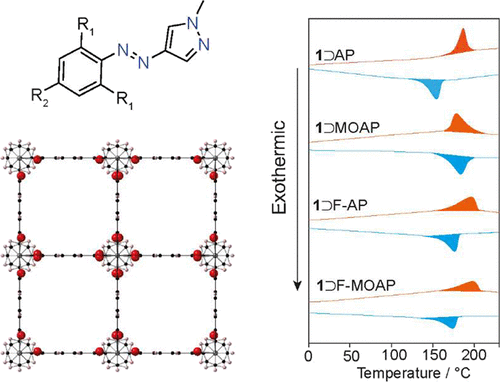 R₁
N
N
N
N
R₂
R₁
1⊃AP
1⊃MOAP
1⊃F-AP
1⊃F-MOAP
Exothermic
0 50 100 150 200
Temperature / °C